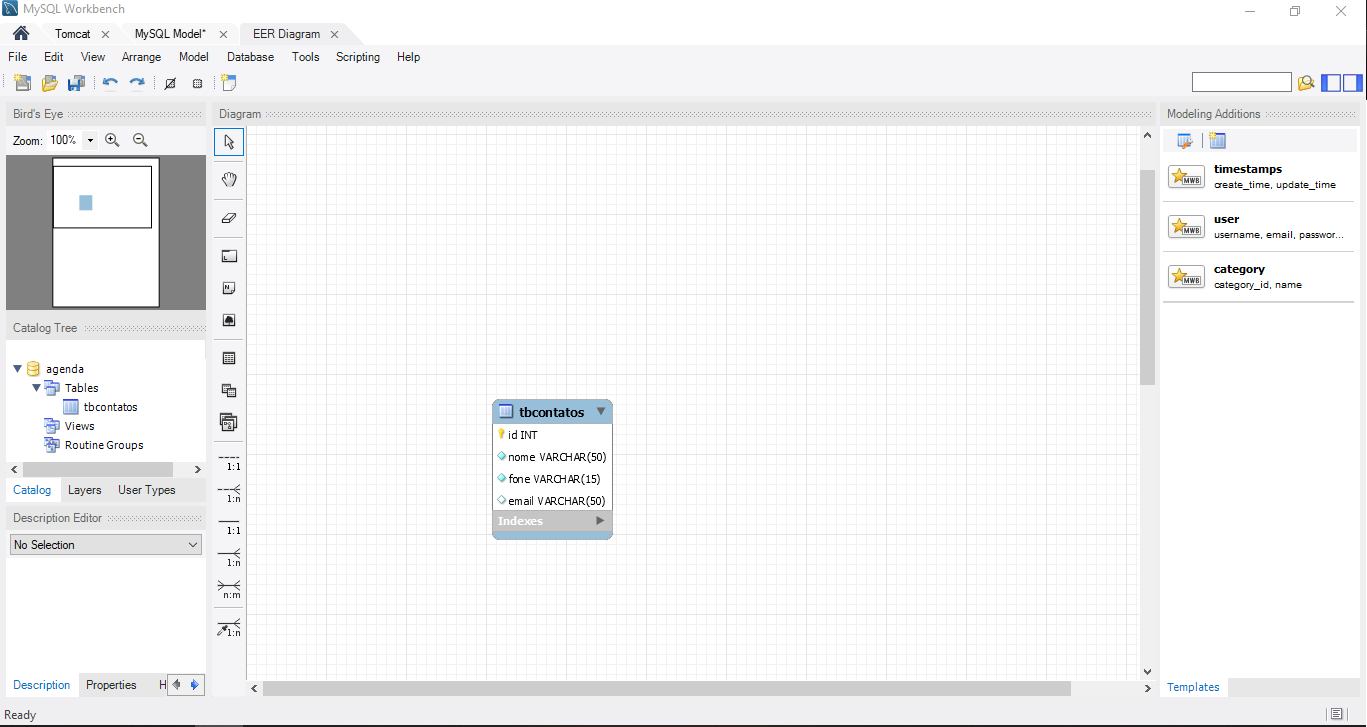 MySQL Workbench
Tomcat
MySQL Model*
EER Diagram
File Edit View Arrange Model Database Tools Scripting Help
Bird's Eye
Zoom: 100%
Catalog Tree
agenda
Tables
tbcontatos
Views
Routine Groups
Catalog Layers User Types
Description Editor
No Selection
Description Properties H
Ready
Diagram
1:1
1:n
1:1
1:n
n:m
1:n
tbcontatos
id INT
nome VARCHAR(50)
fone VARCHAR(15)
email VARCHAR(50)
Indexes
Modeling Additions
MWB
timestamps
create_time, update_time
MWB
user
username, email, passwor...
MWB
category
category_id, name
Templates